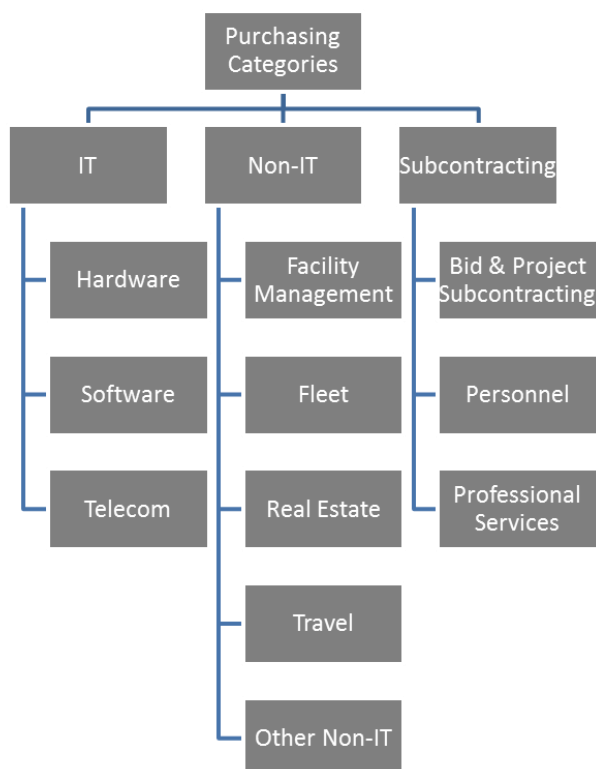 Purchasing
Categories
IT
Non-IT
Subcontracting
Hardware
Facility
Management
Bid & Project
Subcontracting
Software
Fleet
Personnel
Telecom
Real Estate
Professional
Services
Travel
Other Non-IT